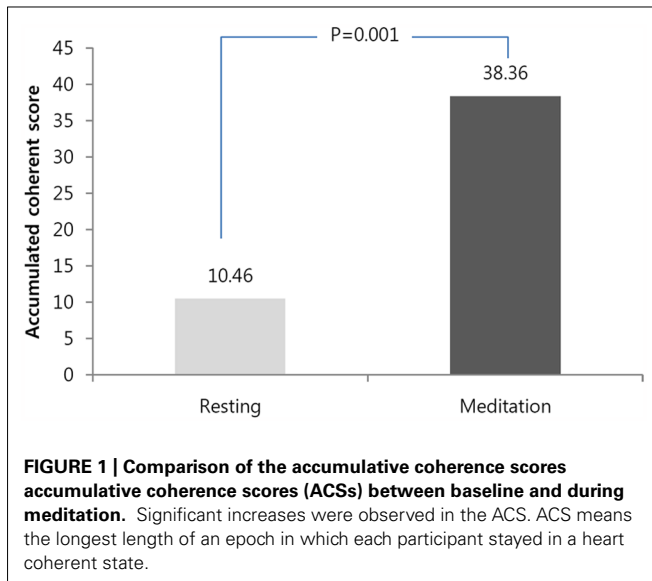 P=0.001
45
40
35
30
25
20
15
10
5
0
Accumulated coherent score
10.46
38.36
Resting
Meditation
FIGURE 1 | Comparison of the accumulative coherence scores
accumulative coherence scores (ACSs) between baseline and during
meditation. Significant increases were observed in the ACS. ACS means
the longest length of an epoch in which each participant stayed in a heart
coherent state.